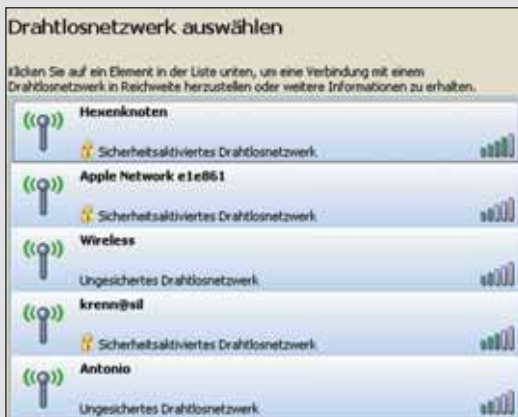 Drahtlosnetzwerk auswählen
Klicken Sie auf ein Element in der Liste unten, um eine Verbindung mit einem
Drahtlosnetzwerk in Reichweite herzustellen oder weitere Informationen zu erhalten.
Hexenknoten
Sicherheitsaktiviertes Drahtlosnetzwerk
Apple Network e1e861
Sicherheitsaktiviertes Drahtlosnetzwerk
Wireless
Ungesichertes Drahtlosnetzwerk
krenn@sil
Sicherheitsaktiviertes Drahtlosnetzwerk
Antonio
Ungesichertes Drahtlosnetzwerk